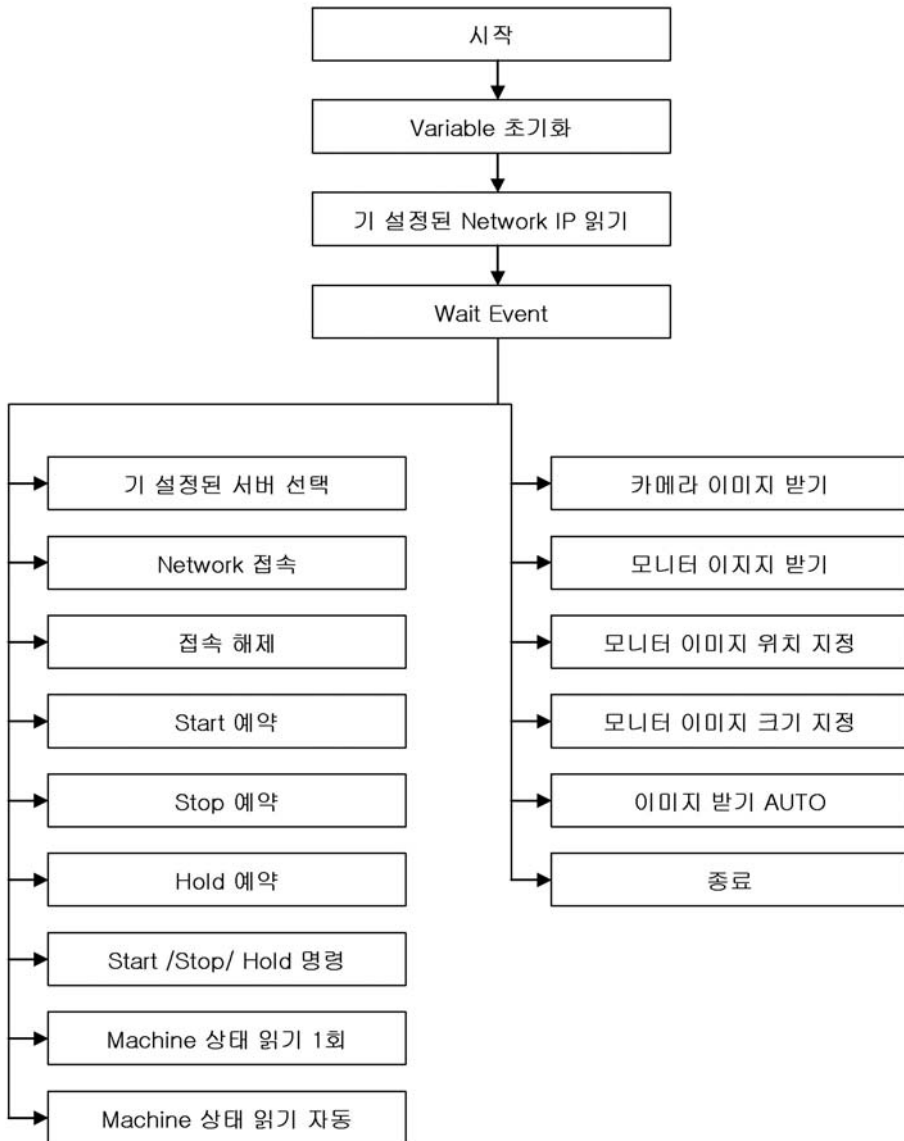 시작
Variable 초기화
기 설정된 Network IP 읽기
Wait Event
기 설정된 서버 선택
Network 접속
접속 해제
Start 예약
Stop 예약
Hold 예약
Start /Stop/ Hold 명령
Machine 상태 읽기 1회
Machine 상태 읽기 자동
카메라 이미지 받기
모니터 이지지 받기
모니터 이미지 위치 지정
모니터 이미지 크기 지정
이미지 받기 AUTO
종료